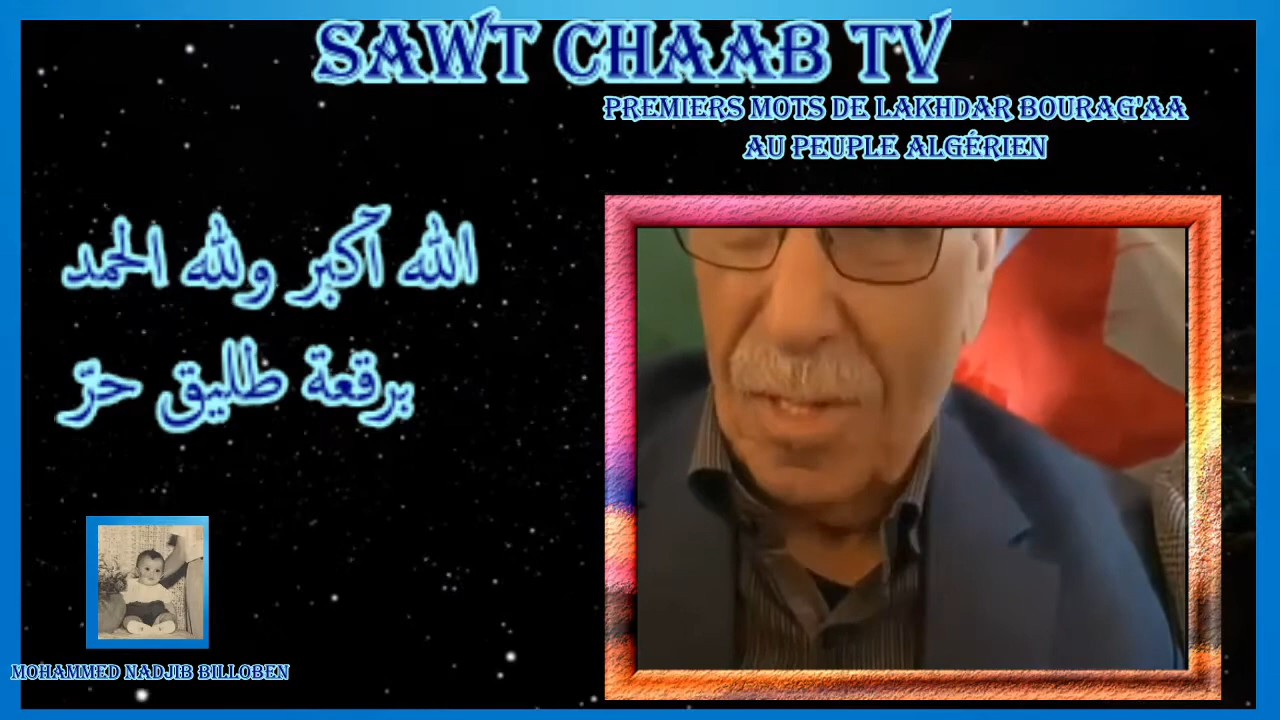 SAWT CHAAB TV
PREMIERS MOTS DE LAKHDAR BOURAG'AA
AU PEUPLE ALGÉRIEN
الله آكبر ولله الحمد
برقعة طليق حرّ
MOHAMMED NADJIB BILLOBEN